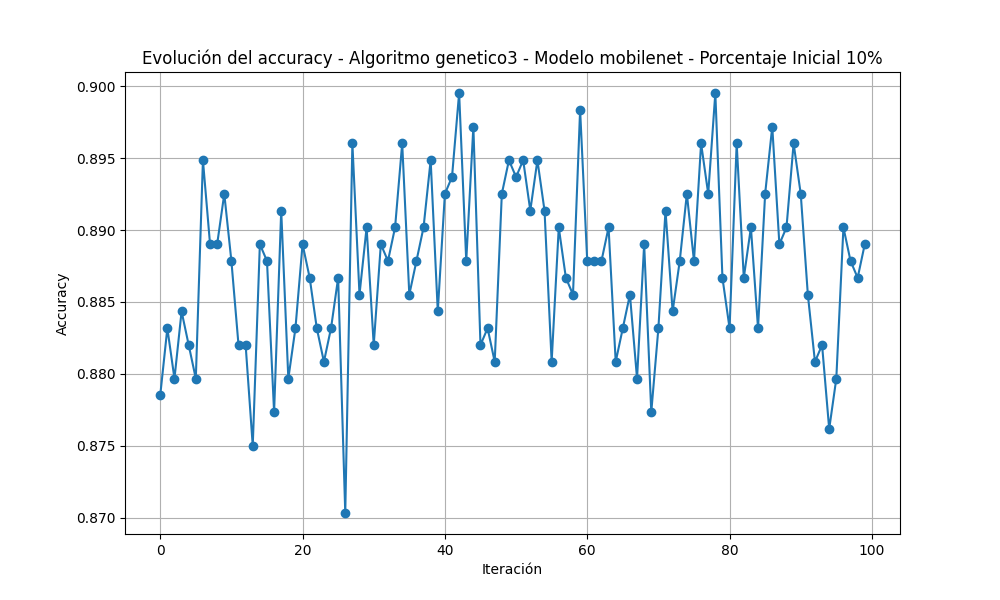 Evolución del accuracy - Algoritmo genetico3 - Modelo mobilenet - Porcentaje Inicial 10%
0.900
0.895
0.890
0.885
0.880
0.875
0.870
Accuracy
0 20 40 60 80 100
Iteración